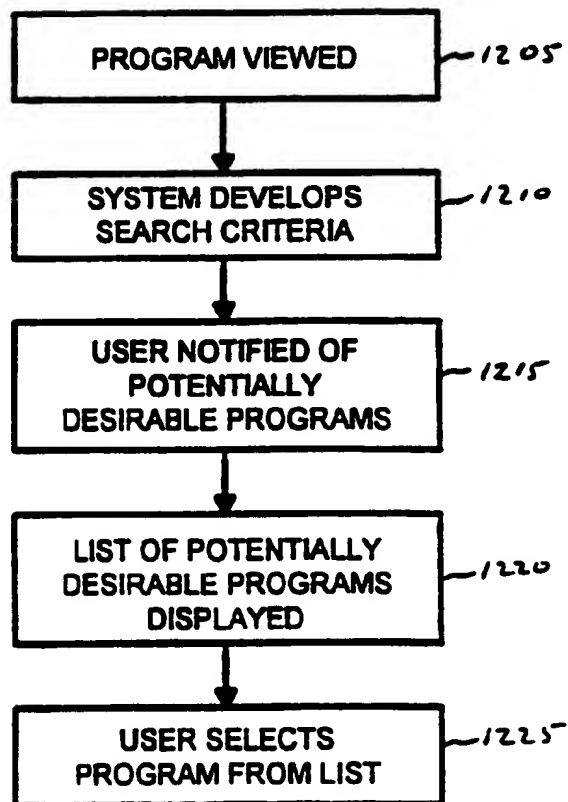 PROGRAM VIEWED
1205
SYSTEM DEVELOPS
SEARCH CRITERIA
1210
USER NOTIFIED OF
POTENTIALLY
DESIRABLE PROGRAMS
1215
LIST OF POTENTIALLY
DESIRABLE PROGRAMS
DISPLAYED
1220
USER SELECTS
PROGRAM FROM LIST
1225